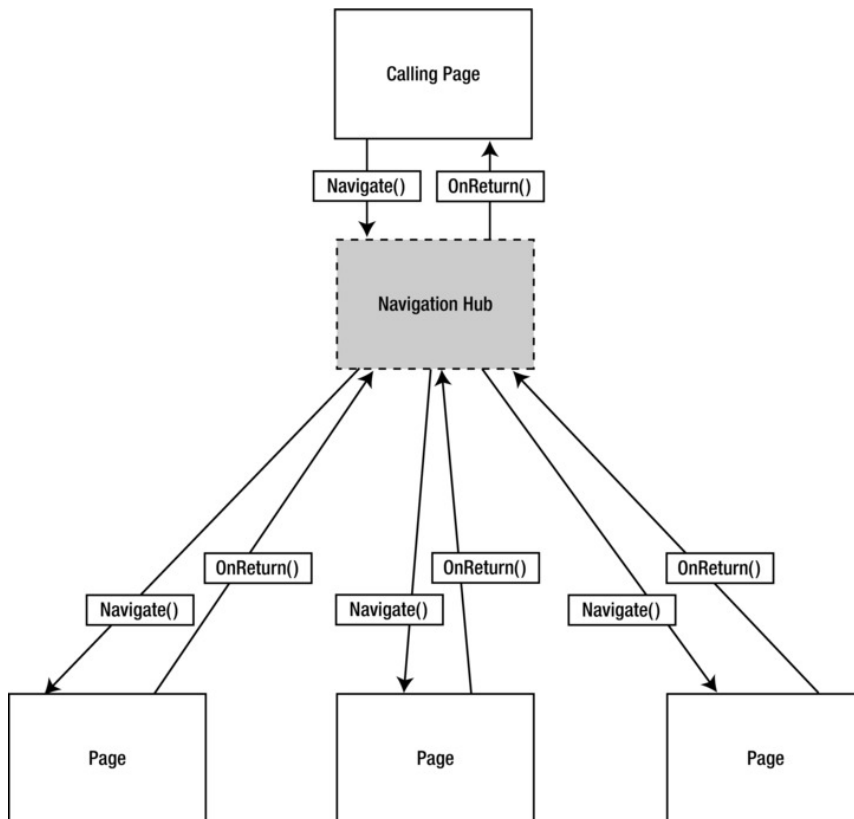 Calling Page
Navigate()
OnReturn()
Navigation Hub
OnReturn()
OnReturn()
OnReturn()
Navigate()
Navigate()
Navigate()
Page
Page
Page